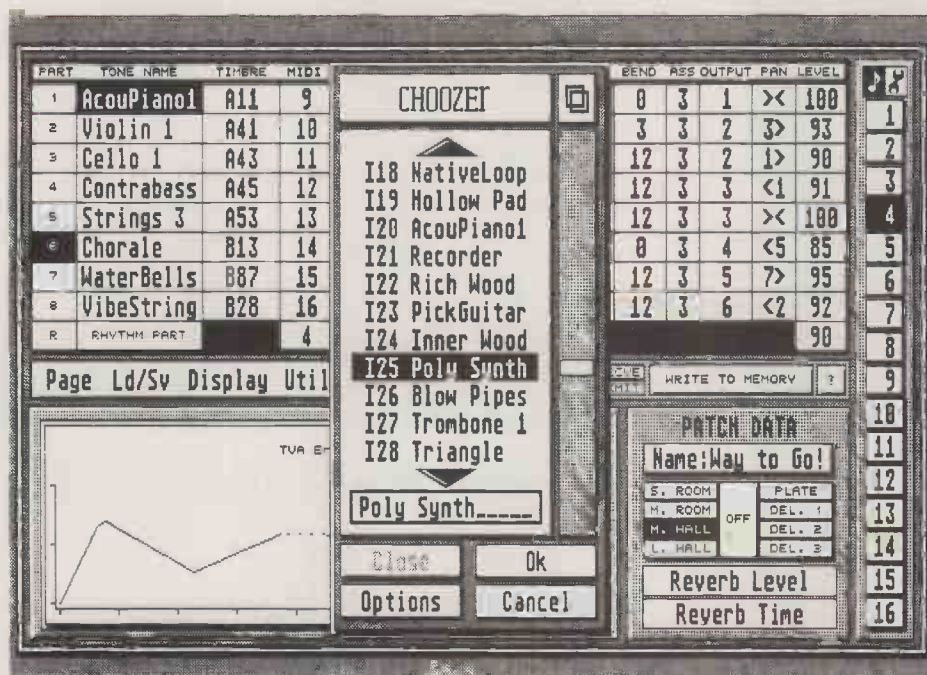 PART TONE NAME TIMBRE MIDI
1 AcouPiano1 A11 9
2 Violin 1 A41 10
3 Cello 1 A43 11
4 Contrabass A45 12
5 Strings 3 A53 13
6 Chorale B13 14
7 WaterBells B87 15
8 VibeString B28 16
R RHYTHM PART 4
Page Ld/Sv Display Util
TVA
CHOOZEr
I18 NativeLoop
I19 Hollow Pad
I20 AcouPiano1
I21 Recorder
I22 Rich Wood
I23 PickGuitar
I24 Inner Wood
I25 Poly Synth
I26 Blow Pipes
I27 Trombone 1
I28 Triangle
Poly Synth_____
Close Ok
Options Cancel
BEND ASS OUTPUT PAN LEVEL
0 3 1 >< 100
3 3 2 3> 93
12 3 2 1> 90
12 3 3 <1 91
12 3 3 >< 100
0 3 4 <5 85
12 3 5 7> 95
12 3 6 <2 92
90
WRITE TO MEMORY ?
PATCH DATA
Name:Way to Go!
S. ROOM PLATE
M. ROOM OFF DEL. 1
M. HALL DEL. 2
L. HALL DEL. 3
Reverb Level
Reverb Time
1
2
3
4
5
6
7
8
9
10
11
12
13
14
15
16